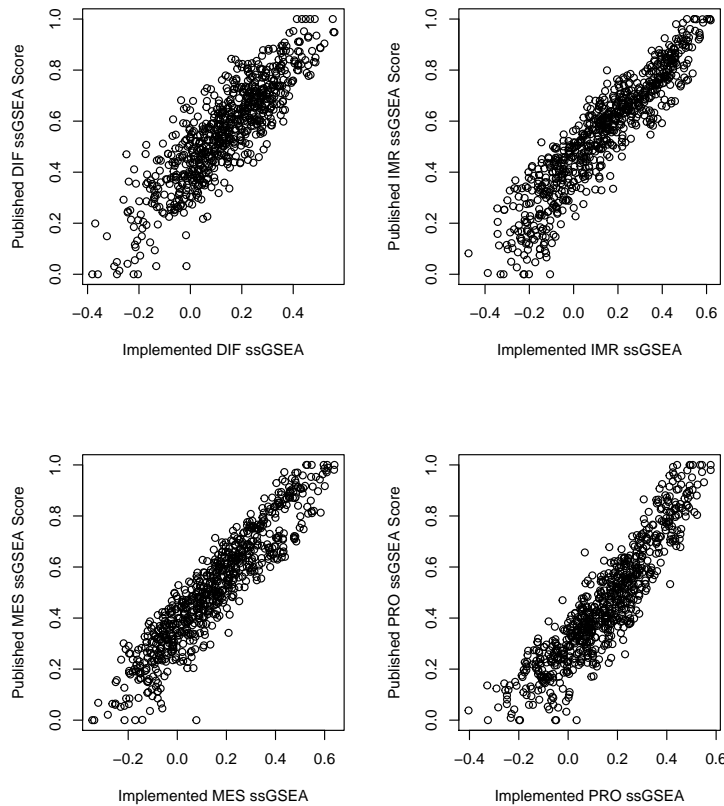 Published DIF ssGSEA Score
0.0 0.2 0.4 0.6 0.8 1.0
−0.4 −0.2 0.0 0.2 0.4
Implemented DIF ssGSEA
Published IMR ssGSEA Score
0.0 0.2 0.4 0.6 0.8 1.0
−0.4 −0.2 0.0 0.2 0.4 0.6
Implemented IMR ssGSEA
Published MES ssGSEA Score
0.0 0.2 0.4 0.6 0.8 1.0
−0.2 0.0 0.2 0.4 0.6
Implemented MES ssGSEA
Published PRO ssGSEA Score
0.0 0.2 0.4 0.6 0.8 1.0
−0.4 −0.2 0.0 0.2 0.4 0.6
Implemented PRO ssGSEA